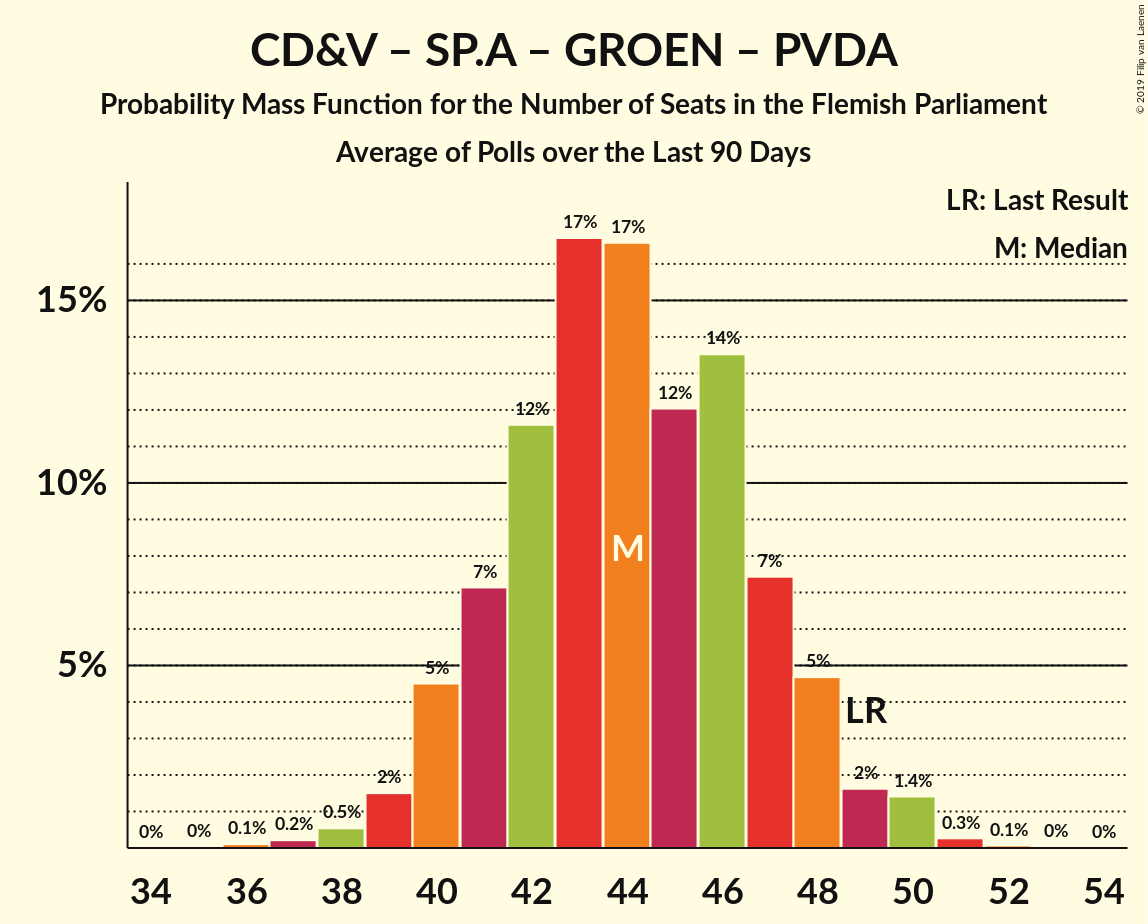 CD&V – SP.A – GROEN – PVDA
Probability Mass Function for the Number of Seats in the Flemish Parliament
Average of Polls over the Last 90 Days
© 2019 Filip van Laenen
LR: Last Result
M: Median
15%
10%
5%
0%
0%
0.1%
0.2%
0.5%
2%
5%
7%
12%
17%
17%
12%
14%
7%
5%
2%
1.4%
0.3%
0.1%
0%
0%
M
LR
34 36 38 40 42 44 46 48 50 52 54